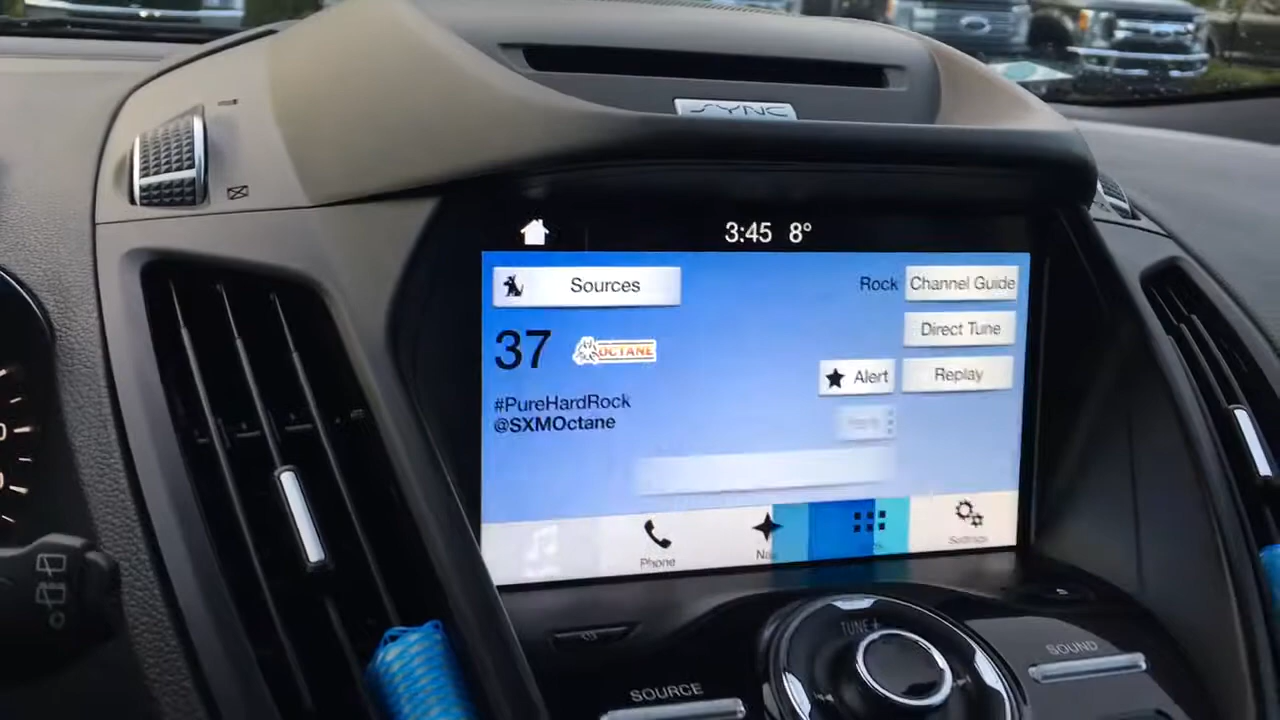 SYNC
3:45 8°
Sources
Rock
Channel Guide
37
OCTANE
Direct Tune
Alert
Replay
#PureHardRock
@SXMOctane
Phone
Settings
TUNE +
SOUND
SOURCE